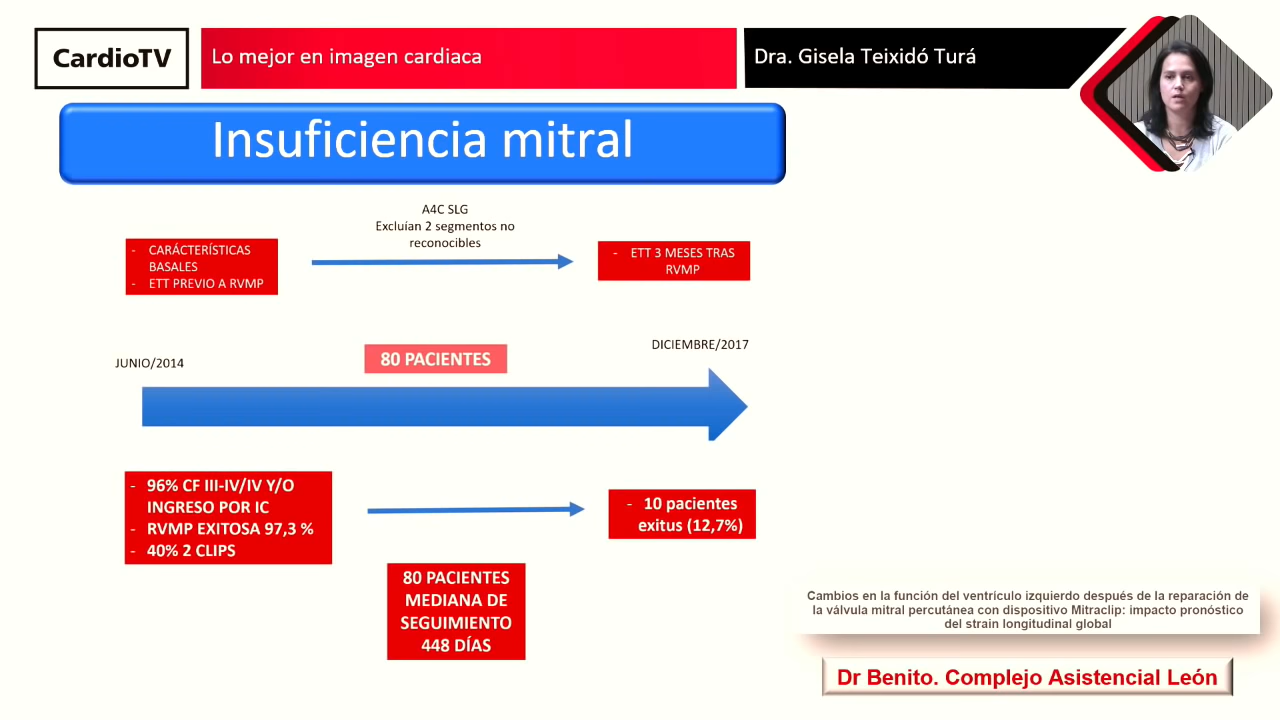 CardioTV
Lo mejor en imagen cardiaca
Dra. Gisela Teixidó Turá
Insuficiencia mitral
A4C SLG
Excluían 2 segmentos no
reconocibles
- CARÁCTERÍSTICAS
BASALES
- ETT PREVIO A RVMP
- ETT 3 MESES TRAS
RVMP
JUNIO/2014
80 PACIENTES
DICIEMBRE/2017
- 96% CF III-IV/IV Y/O
INGRESO POR IC
- RVMP EXITOSA 97,3 %
- 40% 2 CLIPS
- 10 pacientes
exitus (12,7%)
80 PACIENTES
MEDIANA DE
SEGUIMIENTO
448 DÍAS
Cambios en la función del ventrículo izquierdo después de la reparación de
la válvula mitral percutánea con dispositivo Mitraclip: impacto pronóstico
del strain longitudinal global
Dr Benito. Complejo Asistencial León